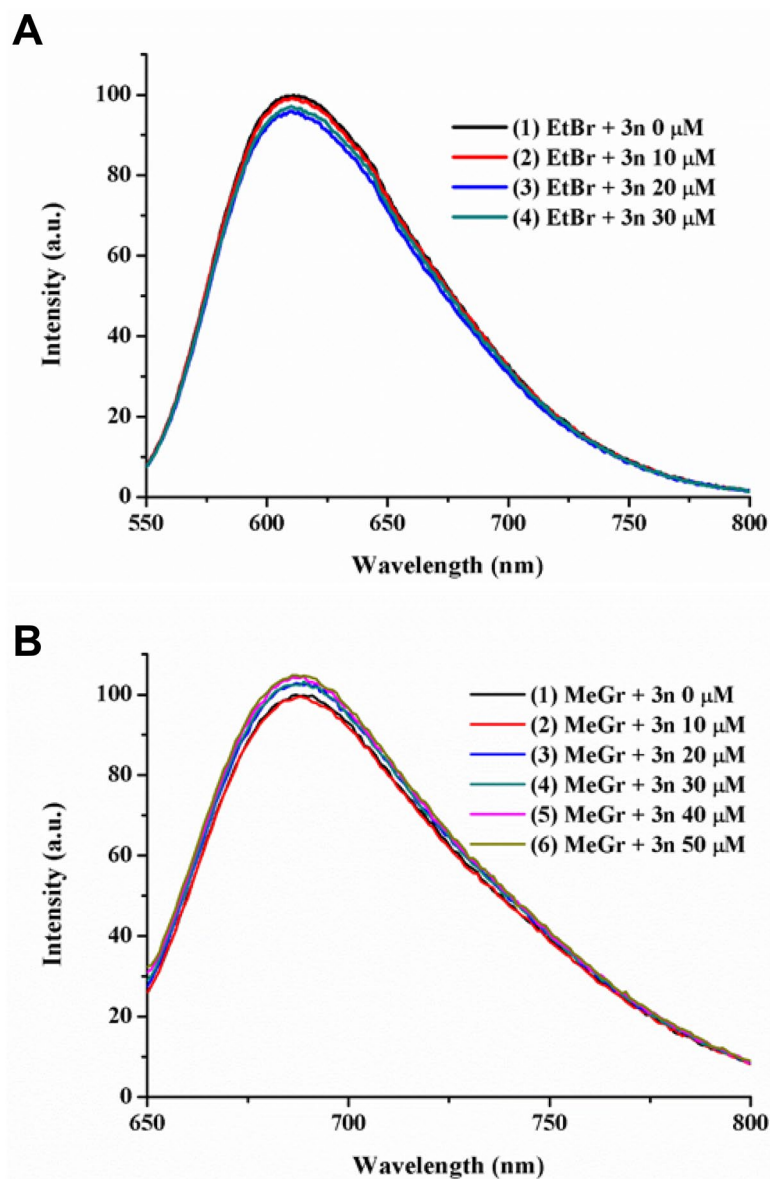 A
Intensity (a.u.)
100
80
60
40
20
0
(1) EtBr + 3n 0 μM
(2) EtBr + 3n 10 μM
(3) EtBr + 3n 20 μM
(4) EtBr + 3n 30 μM
550 600 650 700 750 800
Wavelength (nm)
B
Intensity (a.u.)
100
80
60
40
20
0
(1) MeGr + 3n 0 μM
(2) MeGr + 3n 10 μM
(3) MeGr + 3n 20 μM
(4) MeGr + 3n 30 μM
(5) MeGr + 3n 40 μM
(6) MeGr + 3n 50 μM
650 700 750 800
Wavelength (nm)